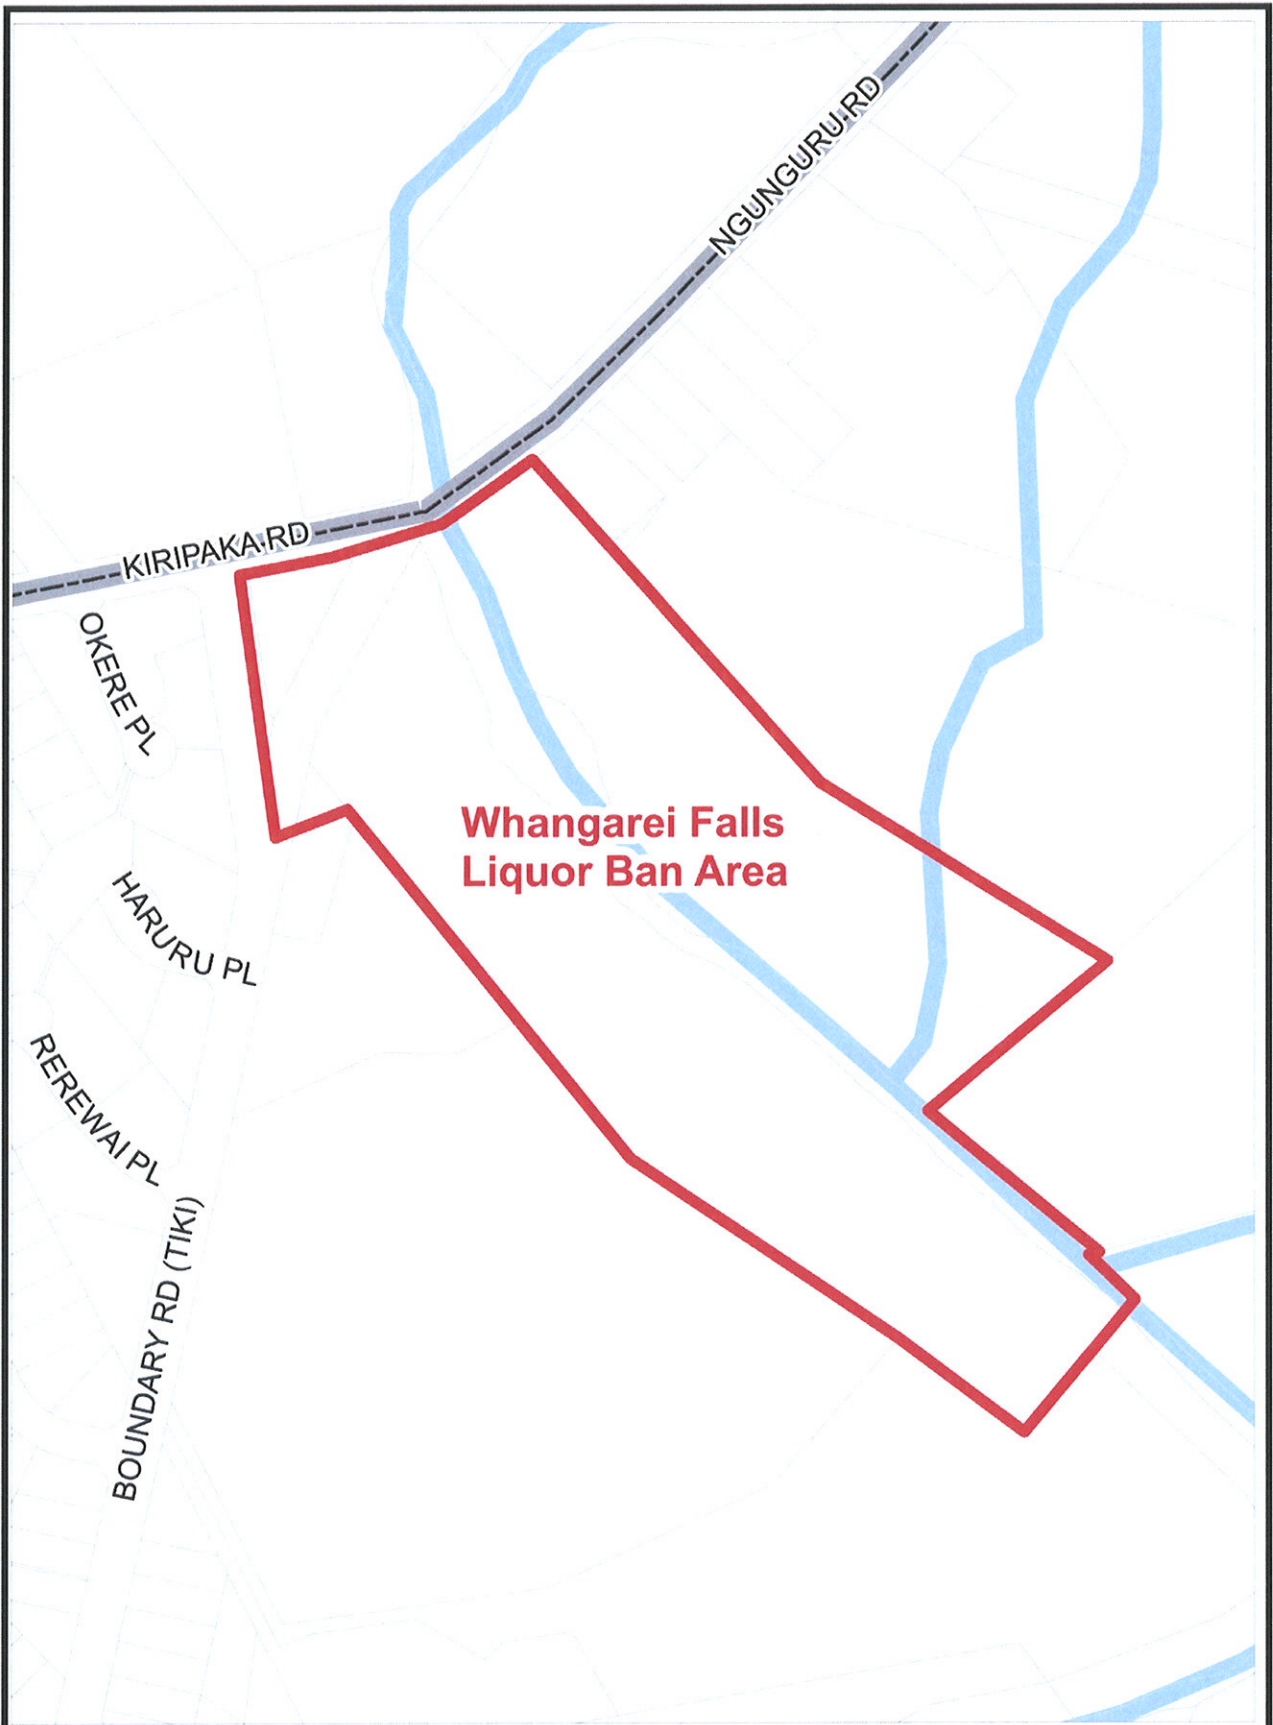 NGUNGURU RD
KIRIPAKA RD
OKERE PL
Whangarei Falls
Liquor Ban Area
HARURU PL
REREWAI PL
BOUNDARY RD (TIKI)